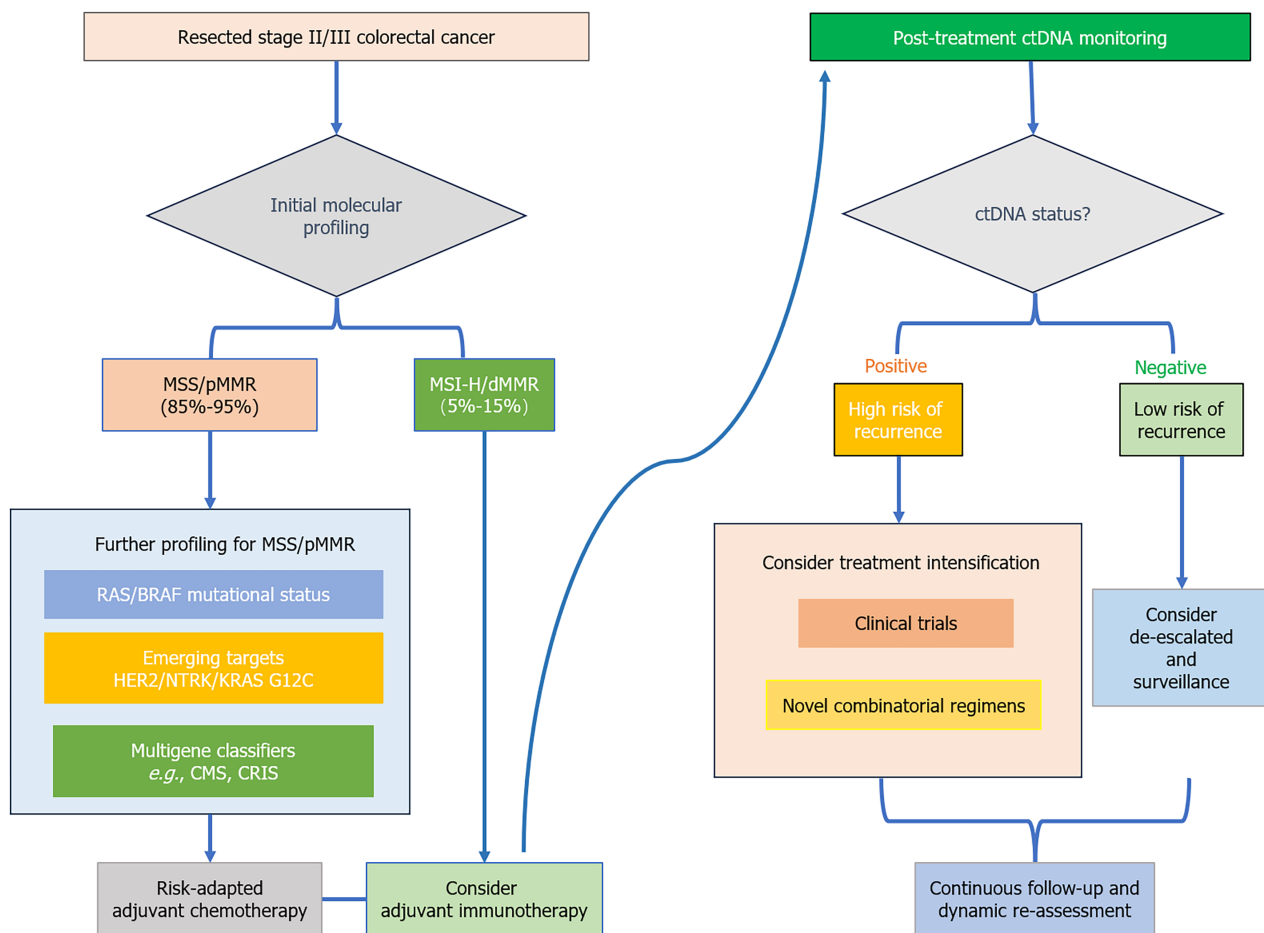 Resected stage II/III colorectal cancer
Initial molecular
profiling
MSS/pMMR
(85%-95%)
MSI-H/dMMR
(5%-15%)
Further profiling for MSS/pMMR
RAS/BRAF mutational status
Emerging targets
HER2/NTRK/KRAS G12C
Multigene classifiers
e.g., CMS, CRIS
Risk-adapted
adjuvant chemotherapy
Consider
adjuvant immunotherapy
Post-treatment ctDNA monitoring
ctDNA status?
Positive
Negative
High risk of
recurrence
Low risk of
recurrence
Consider treatment intensification
Clinical trials
Novel combinatorial regimens
Consider
de-escalated
and
surveillance
Continuous follow-up and
dynamic re-assessment